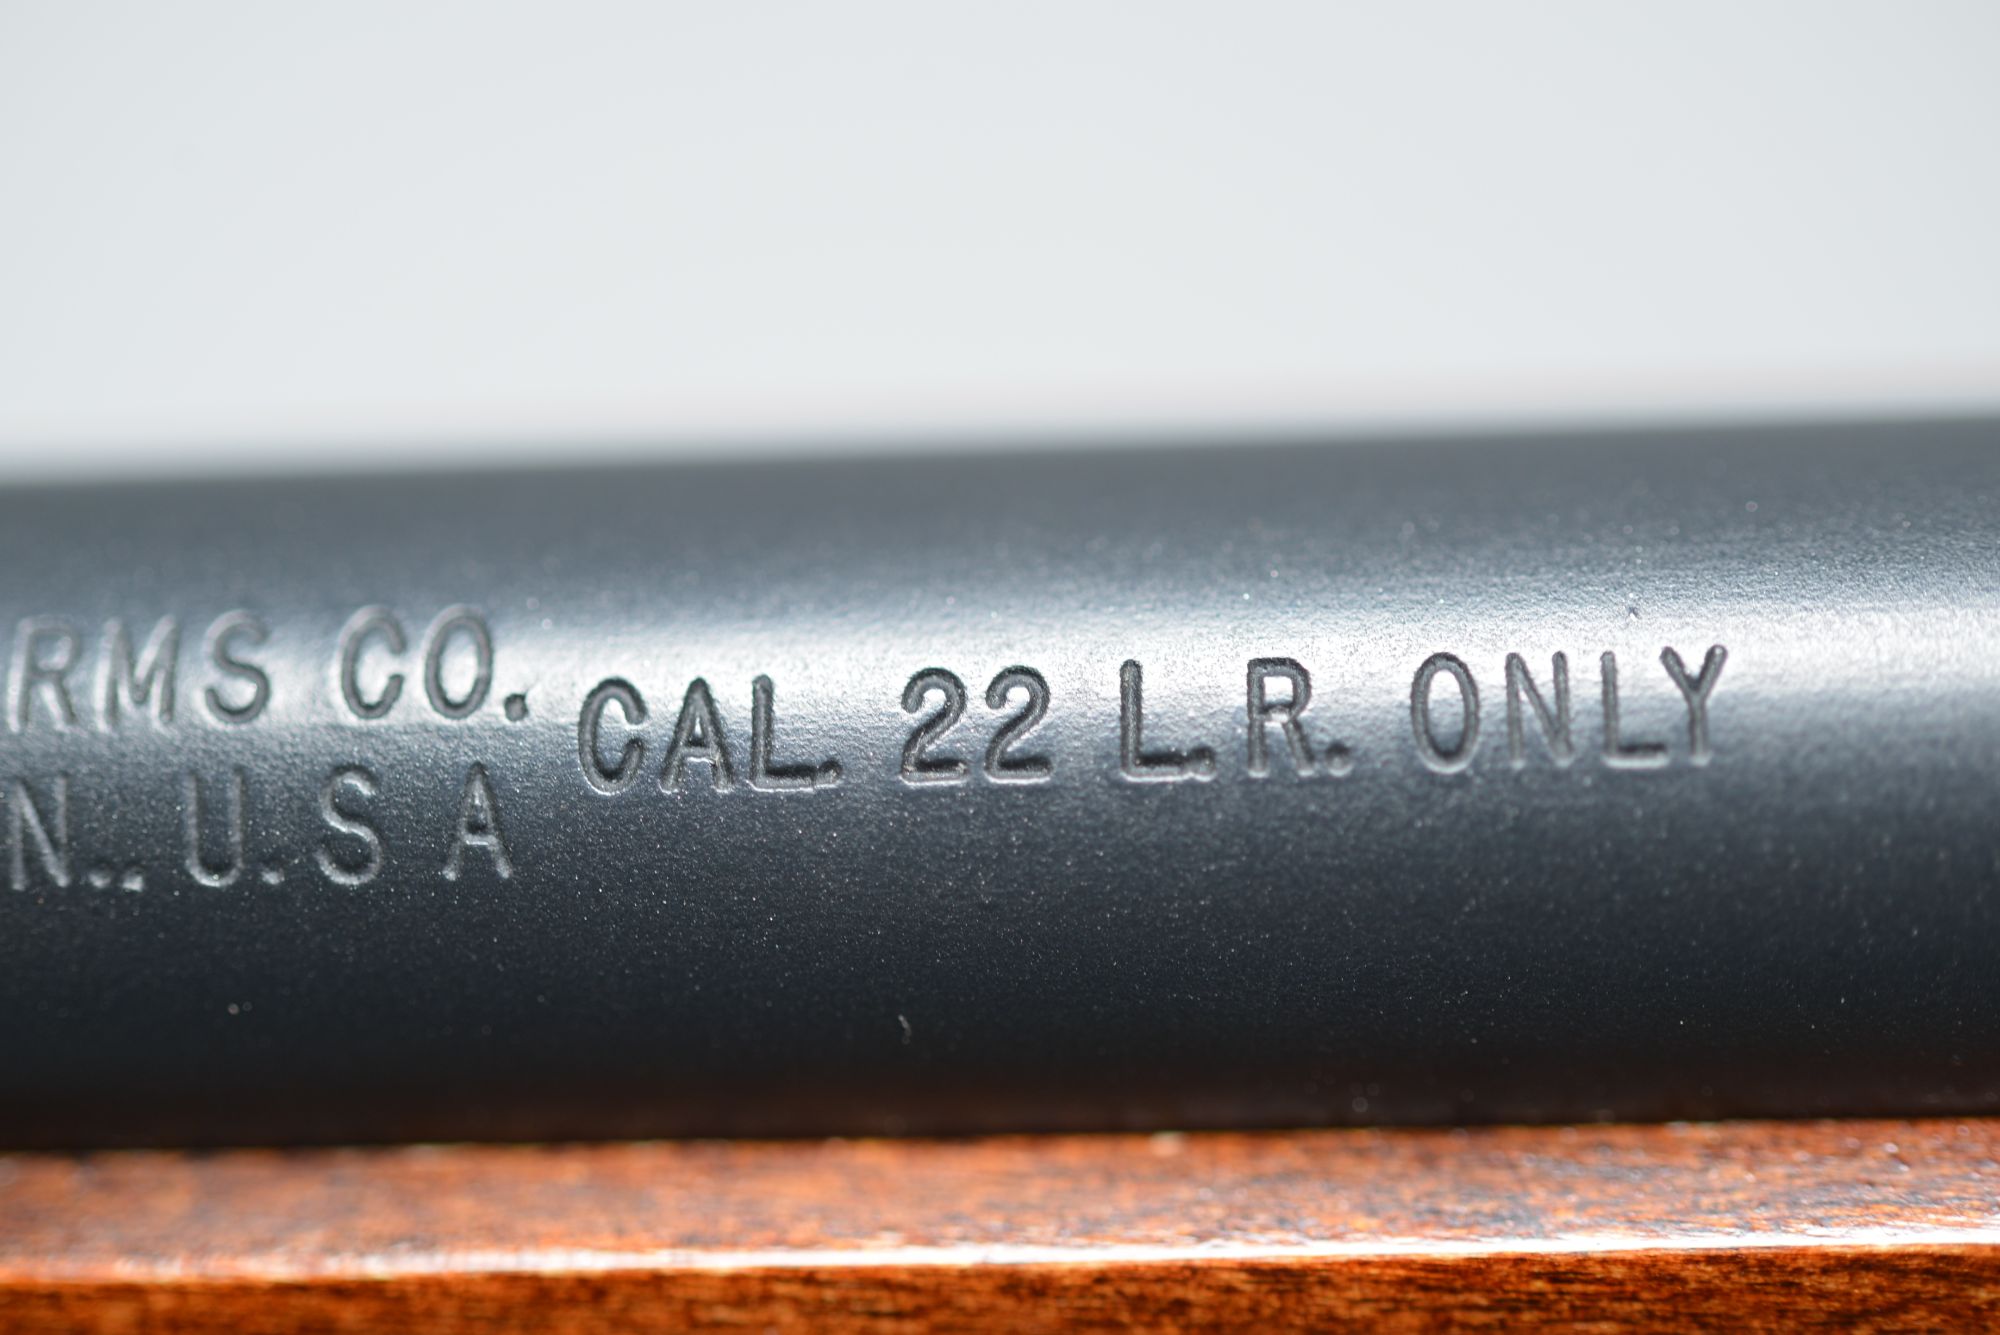 RMS CO. CAL. 22 L.R. ONLY
N., U.S A